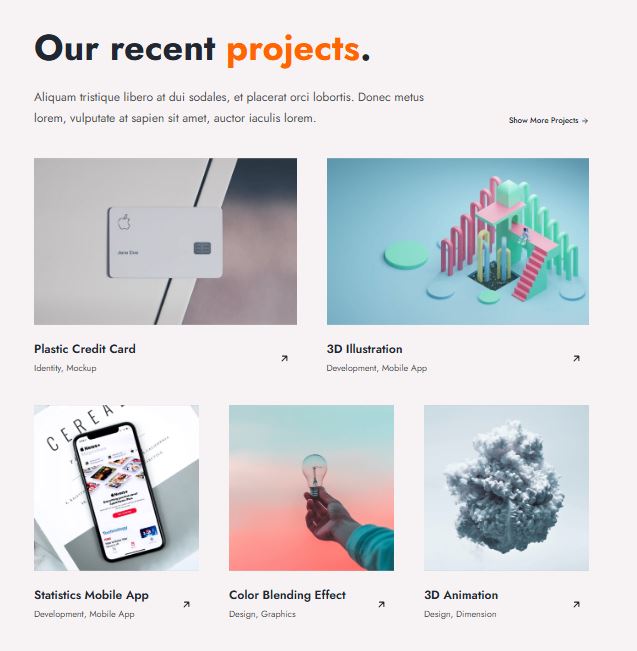 Our recent projects.
Aliquam tristique libero at dui sodales, et placerat orci lobortis. Donec metus
lorem, vulputate at sapien sit amet, auctor iaculis lorem.
Show More Projects →
Jane Doe
Plastic Credit Card
Identity, Mockup
3D Illustration
Development, Mobile App
CEREAL
News+
Statistics Mobile App
Development, Mobile App
Color Blending Effect
Design, Graphics
3D Animation
Design, Dimension